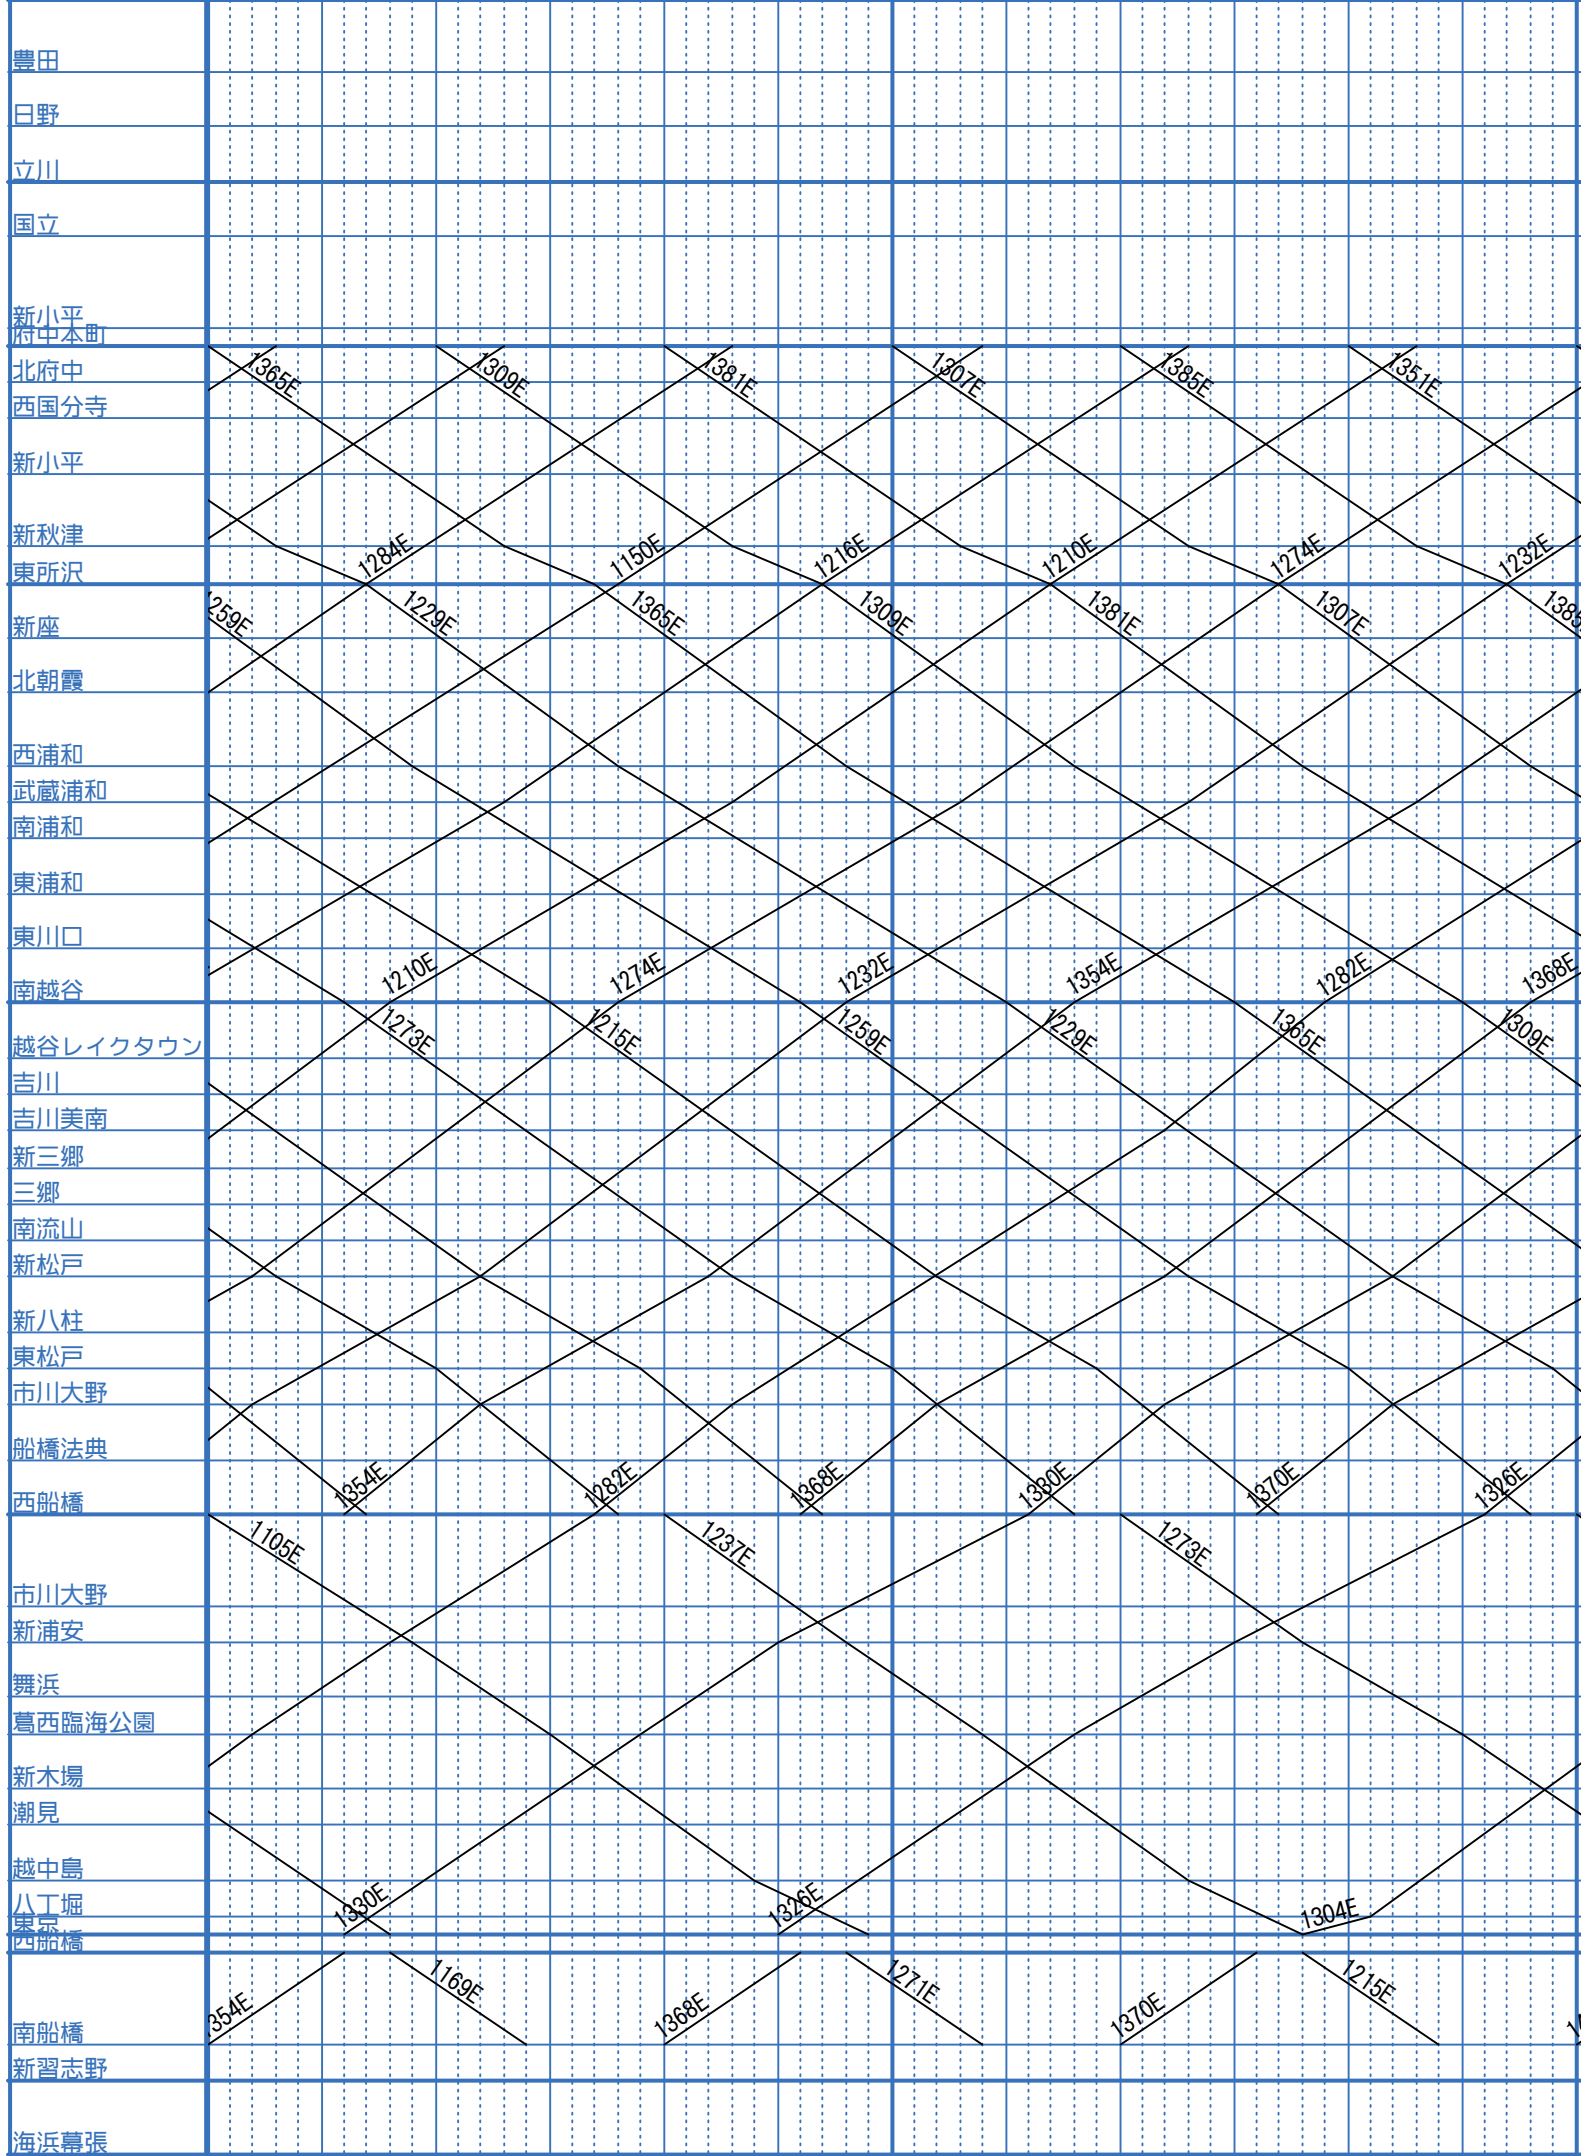 豊田
日野
立川
国立
新小平
府中本町
1365E 1309E 1381E 1307E 1385E 1351E
北府中
西国分寺
新小平
新秋津
1284E 1150E 1216E 1210E 1274E 1232E
東所沢
259E 1229E 1365E 1309E 1381E 1307E 1385
新座
北朝霞
西浦和
武蔵浦和
南浦和
東浦和
東川口
1210E 1274E 1232E 1354E 1282E 1368E
南越谷
1273E 1215E 1259E 1229E 1365E 1309E
越谷レイクタウン
吉川
吉川美南
新三郷
三郷
南流山
新松戸
新八柱
東松戸
市川大野
船橋法典
1354E 1282E 1368E 1330E 1370E 1326E
西船橋
1105E 1237E 1273E
市川大野
新浦安
舞浜
葛西臨海公園
新木場
潮見
越中島
八丁堀
1330E 1326E 1304E
東京
西船橋
1169E 1271E 1215E
354E 1368E 1370E
南船橋
新習志野
海浜幕張